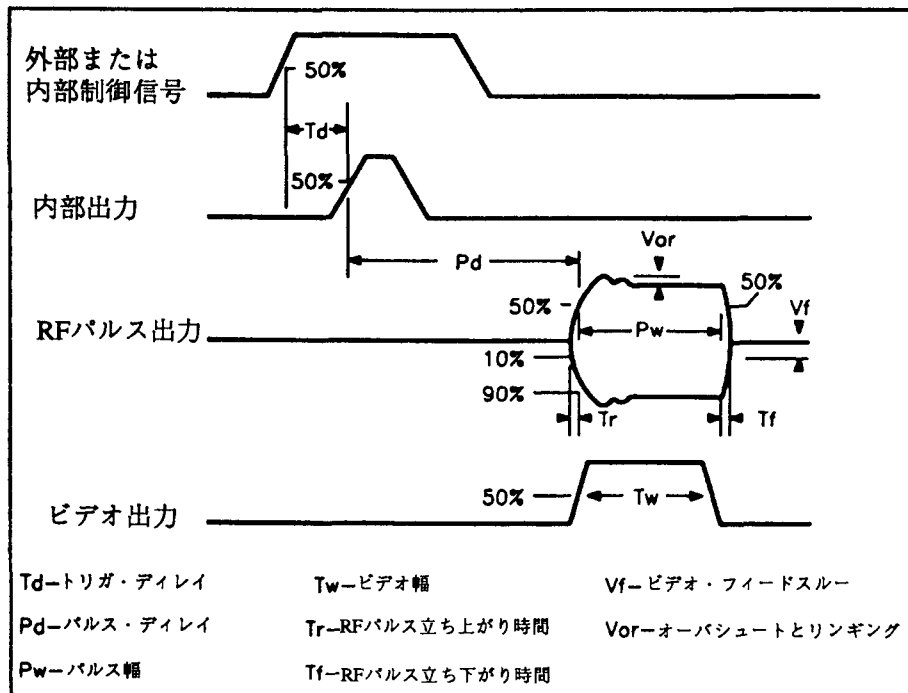 外部または
内部制御信号
50%
Td
50%
内部出力
Vor
Pd
50%
50%
Vf
RFパルス出力
Pw
10%
90%
Tr
Tf
50%
Tw
ビデオ出力
Td—トリガ・ディレイ
Tw—ビデオ幅
Vf—ビデオ・フィードスルー
Pd—パルス・ディレイ
Tr—RFパルス立ち上がり時間
Vor—オーバシュートとリンギング
Pw—パルス幅
Tf—RFパルス立ち下がり時間